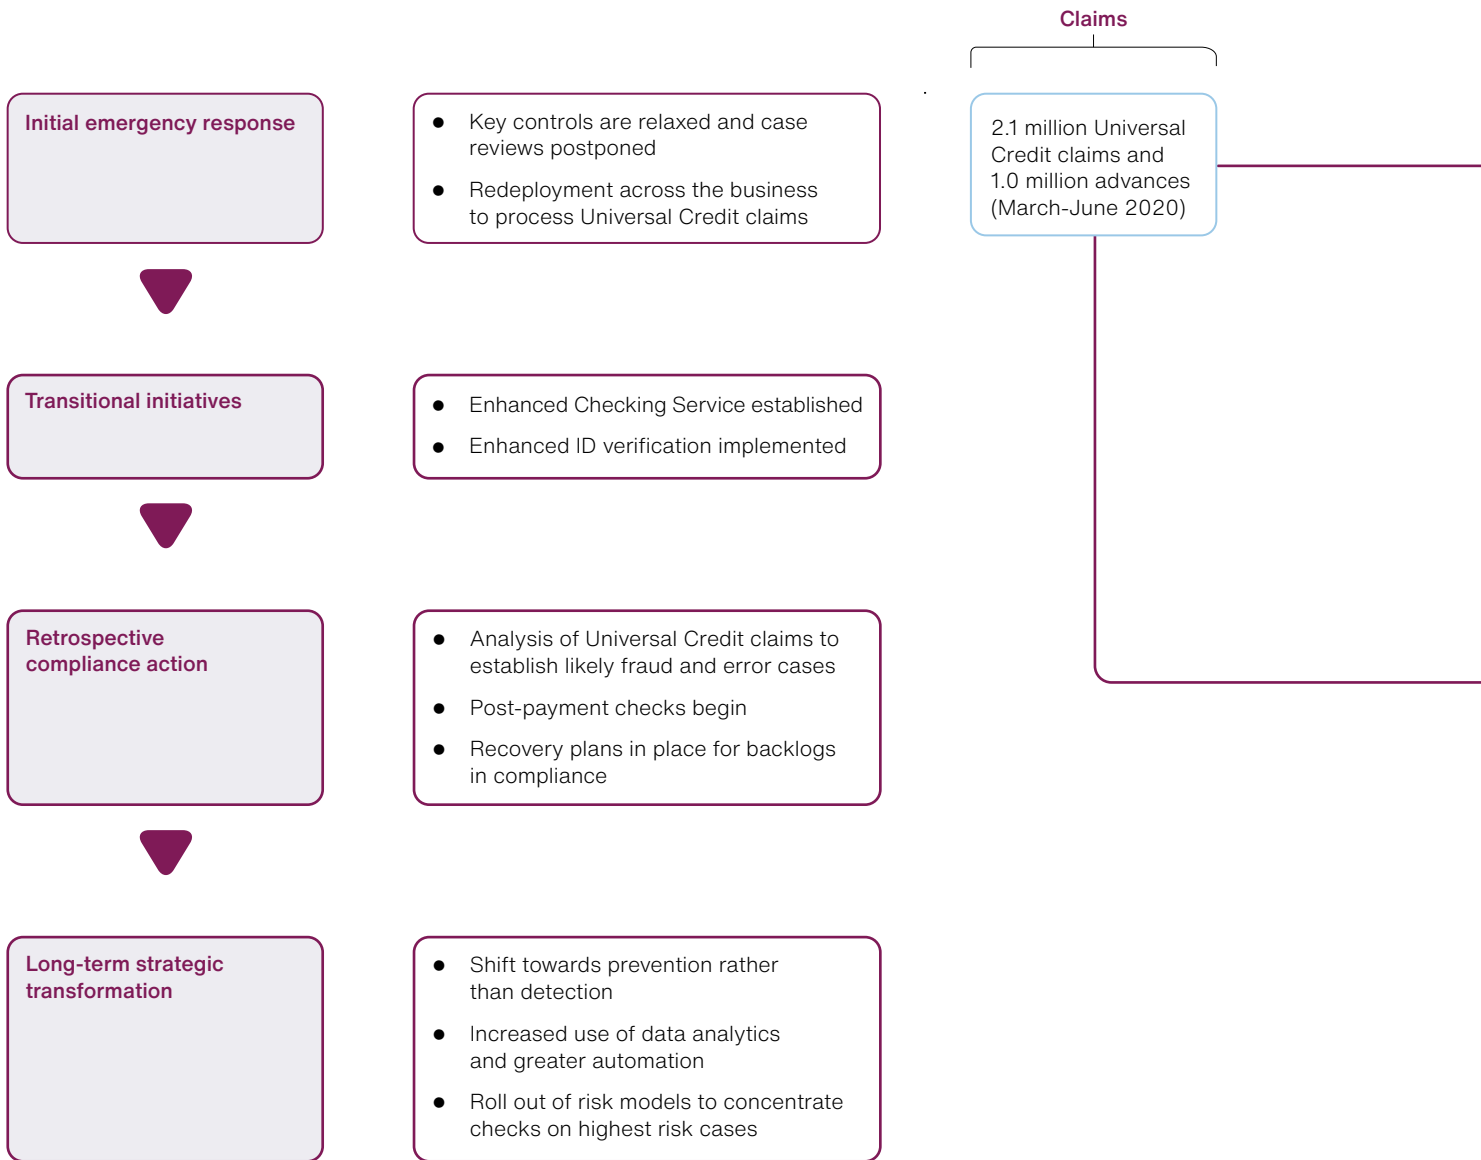 Claims
Initial emergency response
● Key controls are relaxed and case
reviews postponed
● Redeployment across the business
to process Universal Credit claims
2.1 million Universal
Credit claims and
1.0 million advances
(March-June 2020)
Transitional initiatives
● Enhanced Checking Service established
● Enhanced ID verification implemented
Retrospective
compliance action
● Analysis of Universal Credit claims to
establish likely fraud and error cases
● Post-payment checks begin
● Recovery plans in place for backlogs
in compliance
Long-term strategic
transformation
● Shift towards prevention rather
than detection
● Increased use of data analytics
and greater automation
● Roll out of risk models to concentrate
checks on highest risk cases